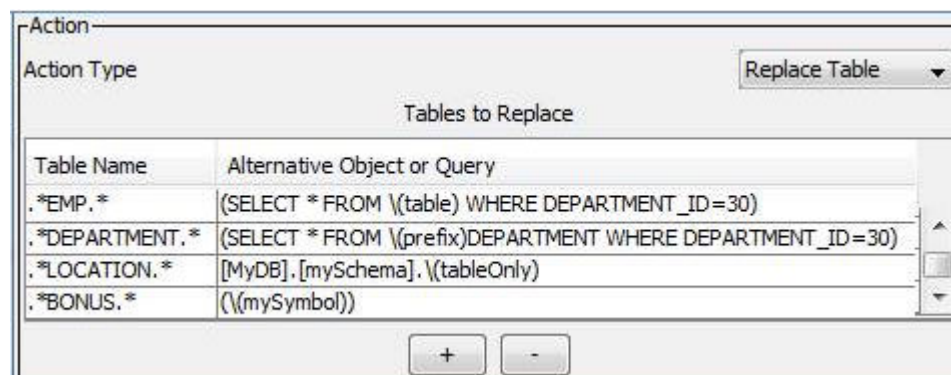 Action
Action Type Replace Table
Tables to Replace
Table Name Alternative Object or Query
.*EMP.* (SELECT * FROM \(table) WHERE DEPARTMENT_ID=30)
.*DEPARTMENT.* (SELECT * FROM \(prefix)DEPARTMENT WHERE DEPARTMENT_ID=30)
.*LOCATION.* [MyDB].[mySchema].\(tableOnly)
.*BONUS.* (\(mySymbol))
+ -